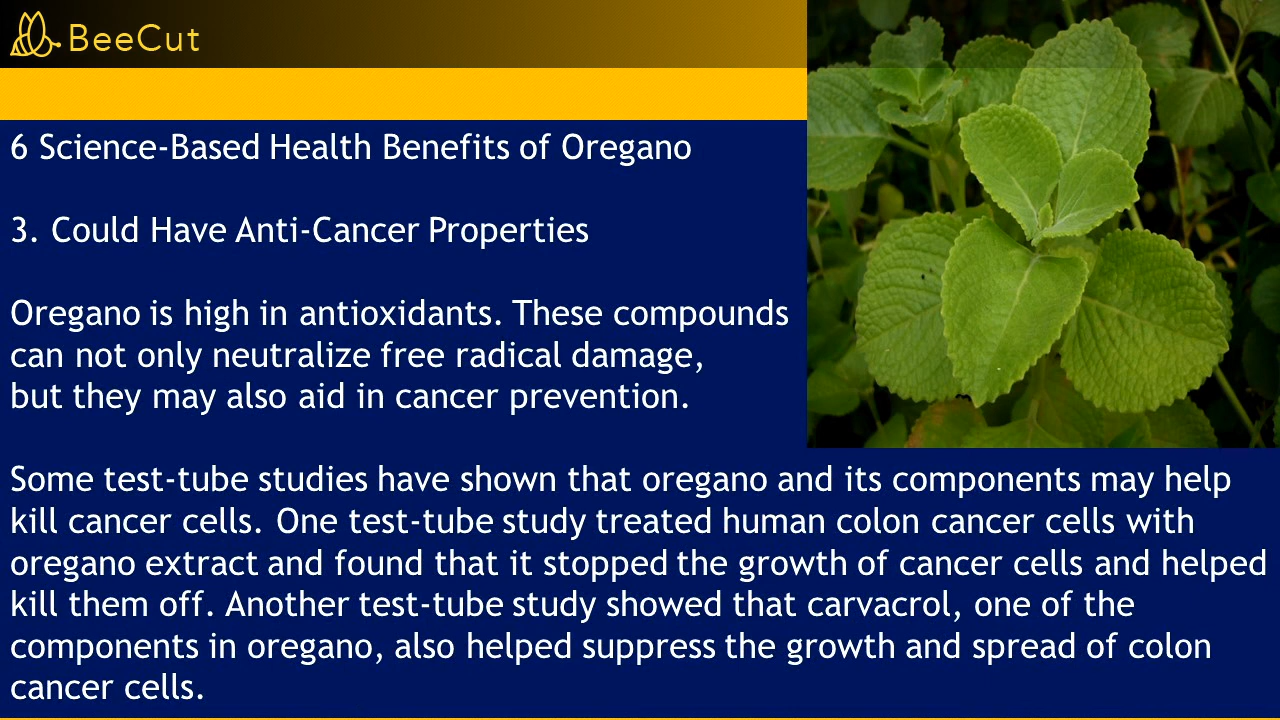 BeeCut
6 Science-Based Health Benefits of Oregano
3. Could Have Anti-Cancer Properties
Oregano is high in antioxidants. These compounds
can not only neutralize free radical damage,
but they may also aid in cancer prevention.
Some test-tube studies have shown that oregano and its components may help
kill cancer cells. One test-tube study treated human colon cancer cells with
oregano extract and found that it stopped the growth of cancer cells and helped
kill them off. Another test-tube study showed that carvacrol, one of the
components in oregano, also helped suppress the growth and spread of colon
cancer cells.